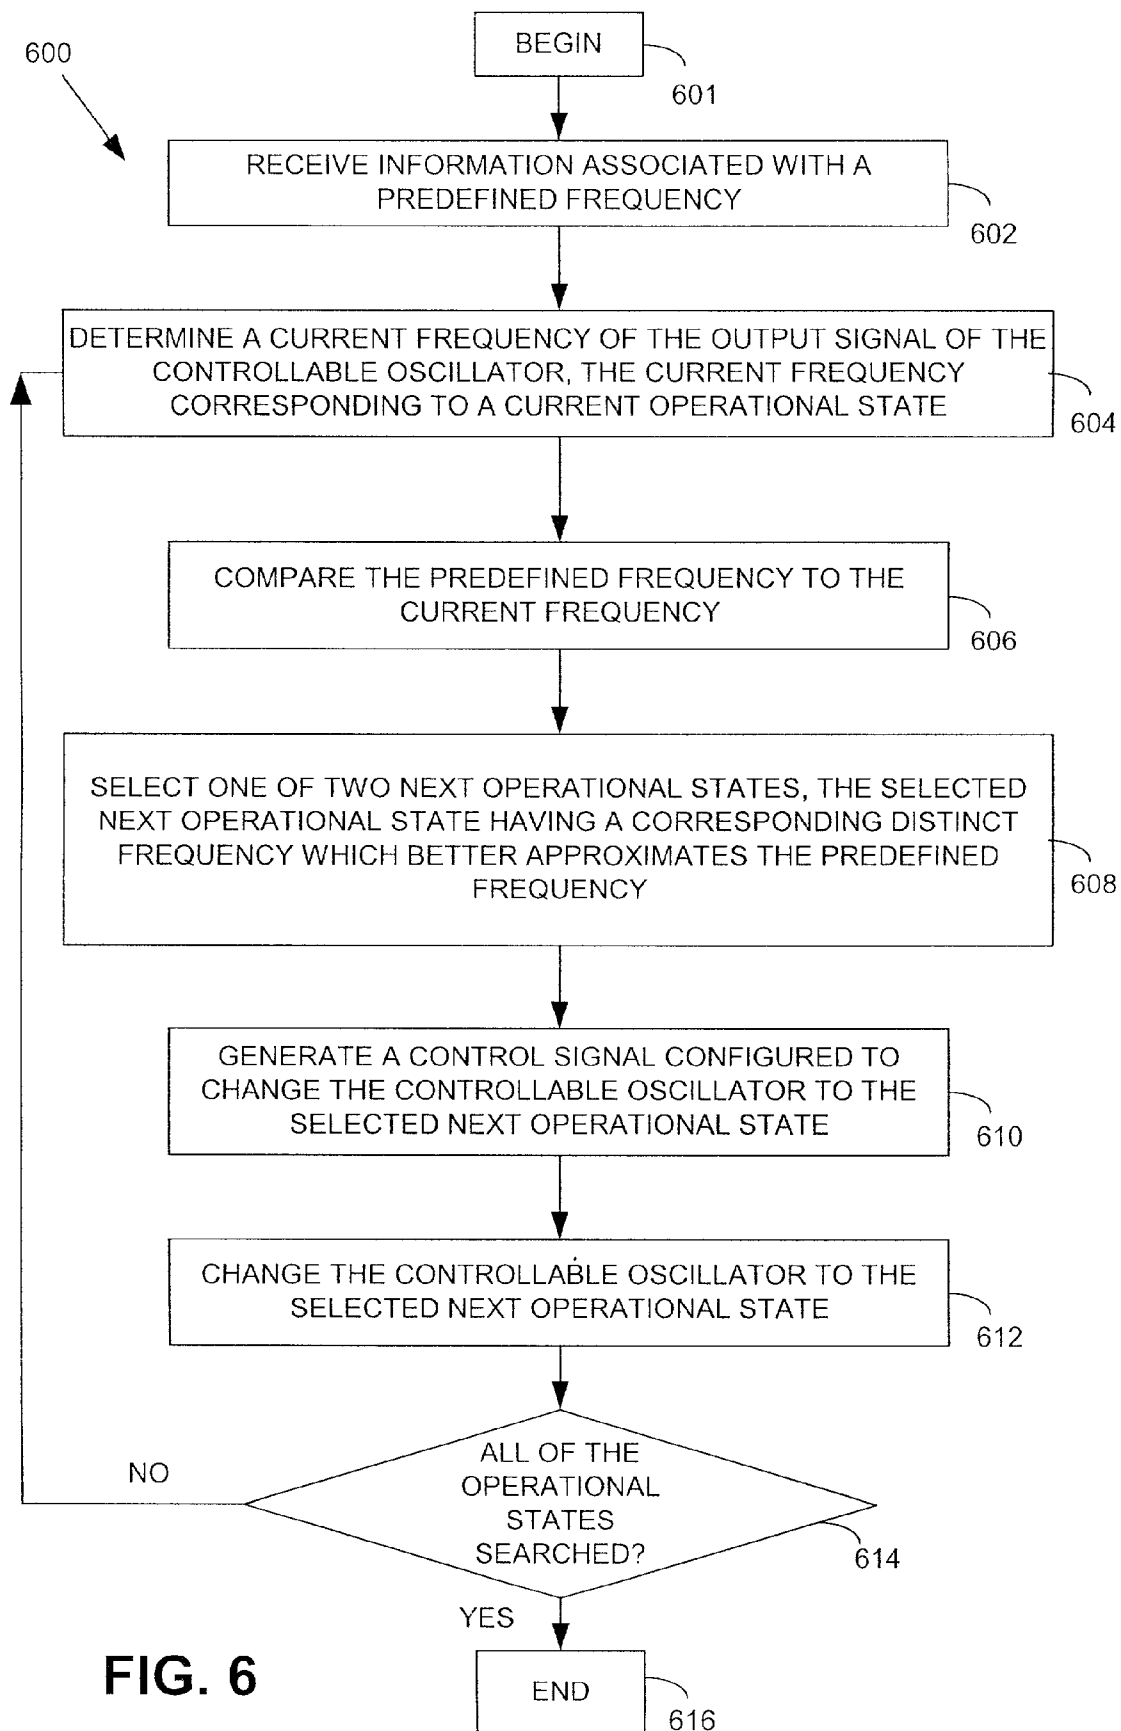 600
BEGIN
601
RECEIVE INFORMATION ASSOCIATED WITH A
PREDEFINED FREQUENCY
602
DETERMINE A CURRENT FREQUENCY OF THE OUTPUT SIGNAL OF THE
CONTROLLABLE OSCILLATOR, THE CURRENT FREQUENCY
CORRESPONDING TO A CURRENT OPERATIONAL STATE
604
COMPARE THE PREDEFINED FREQUENCY TO THE
CURRENT FREQUENCY
606
SELECT ONE OF TWO NEXT OPERATIONAL STATES, THE SELECTED
NEXT OPERATIONAL STATE HAVING A CORRESPONDING DISTINCT
FREQUENCY WHICH BETTER APPROXIMATES THE PREDEFINED
FREQUENCY
608
GENERATE A CONTROL SIGNAL CONFIGURED TO
CHANGE THE CONTROLLABLE OSCILLATOR TO THE
SELECTED NEXT OPERATIONAL STATE
610
CHANGE THE CONTROLLABLE OSCILLATOR TO THE
SELECTED NEXT OPERATIONAL STATE
612
ALL OF THE
OPERATIONAL
STATES
SEARCHED?
614
NO
YES
END
616
FIG. 6